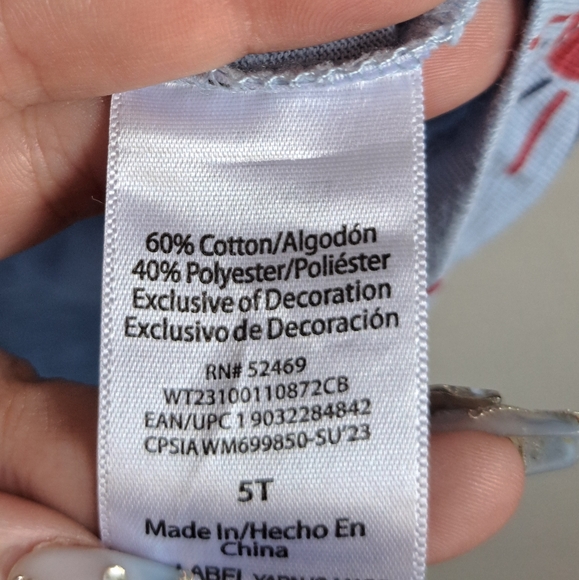 60% Cotton/Algodón
40% Polyester/Poliéster
Exclusive of Decoration
Exclusivo de Decoración
RN# 52469
WT23100110872CB
EAN/UPC 1 9032284842
CPSIA WM699850-SU'23
5T
Made In/Hecho En
China
LABEL